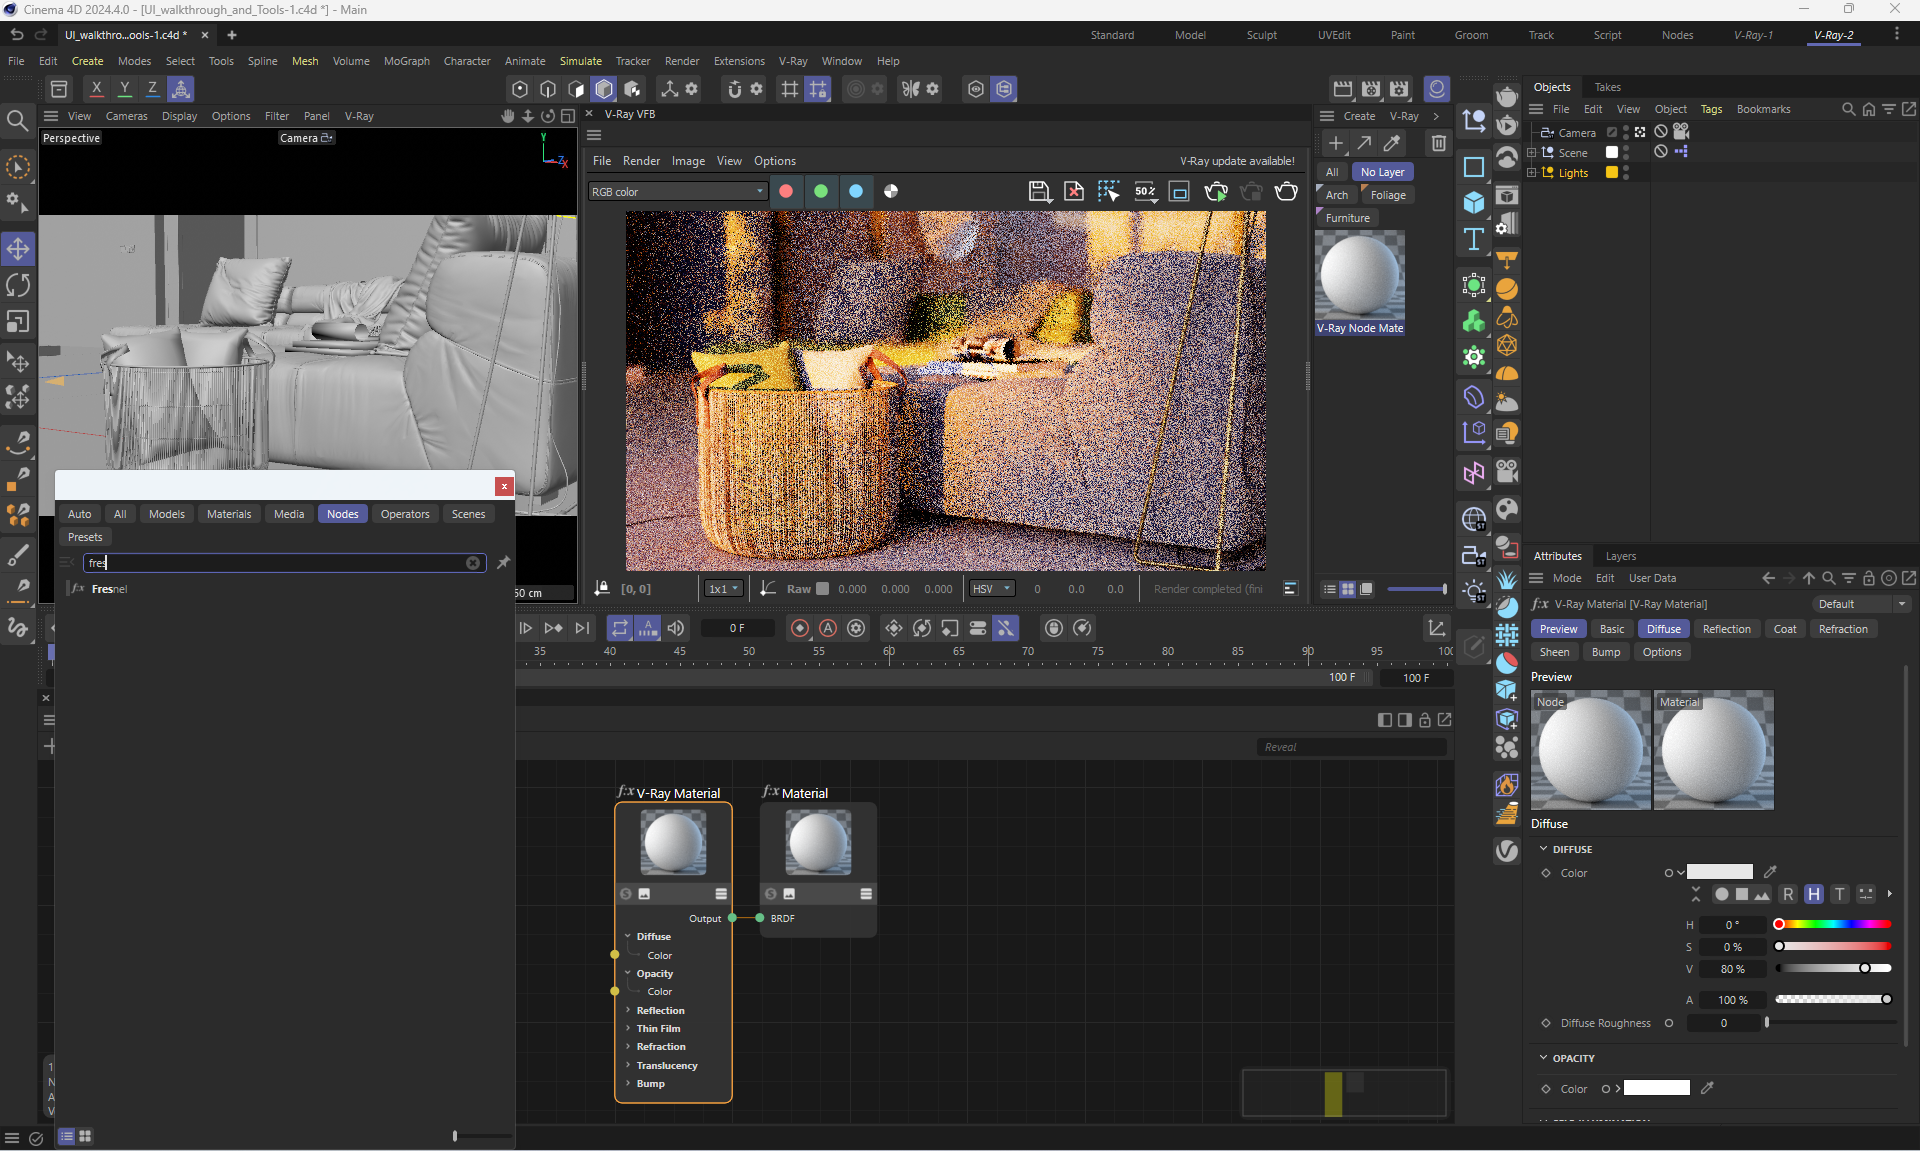 Cinema 4D 2024.4.0 - [UI_walkthrough_and_Tools-1.c4d *] - Main
UI_walkthro...ools-1.c4d *
Standard Model Sculpt UVEdit Paint Groom Track Script Nodes V-Ray-1 V-Ray-2
File Edit Create Modes Select Tools Spline Mesh Volume MoGraph Character Animate Simulate Tracker Render Extensions V-Ray Window Help
X Y Z
Objects Takes
View Cameras Display Options Filter Panel V-Ray
V-Ray VFB
Create V-Ray
File Edit View Object Tags Bookmarks
Perspective
Camera
Y
Z
X
File Render Image View Options
V-Ray update available!
RGB color
50%
All No Layer
Arch Foliage
Furniture
V-Ray Node Mate
Camera
Scene
Lights
Auto All Models Materials Media Nodes Operators Scenes
Presets
fres
Fresnel
50 cm
[0, 0]
1x1
Raw
0.000 0.000 0.000
HSV
0 0.0 0.0
Render completed (fini
0 F
35 40 45 50 55 60 65 70 75 80 85 90 95 100
100 F
100 F
Reveal
f:x V-Ray Material
Output
Diffuse
Color
Opacity
Color
Reflection
Thin Film
Refraction
Translucency
Bump
f:x Material
BRDF
ST
ST
ST
Attributes Layers
Mode Edit User Data
f:x V-Ray Material [V-Ray Material]
Default
Preview Basic Diffuse Reflection Coat Refraction
Sheen Bump Options
Preview
Node
Material
Diffuse
DIFFUSE
Color
R H T
H 0 °
S 0 %
V 80 %
A 100 %
Diffuse Roughness 0
OPACITY
Color